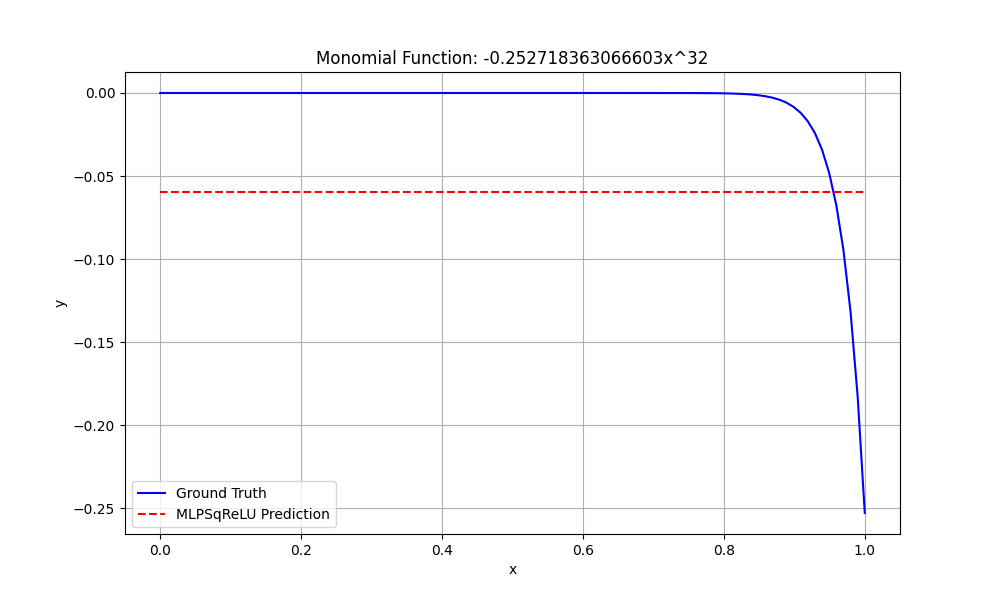 Monomial Function: -0.252718363066603x^32
0.00
−0.05
−0.10
−0.15
−0.20
−0.25
y
Ground Truth
MLPSqReLU Prediction
0.0 0.2 0.4 0.6 0.8 1.0
x